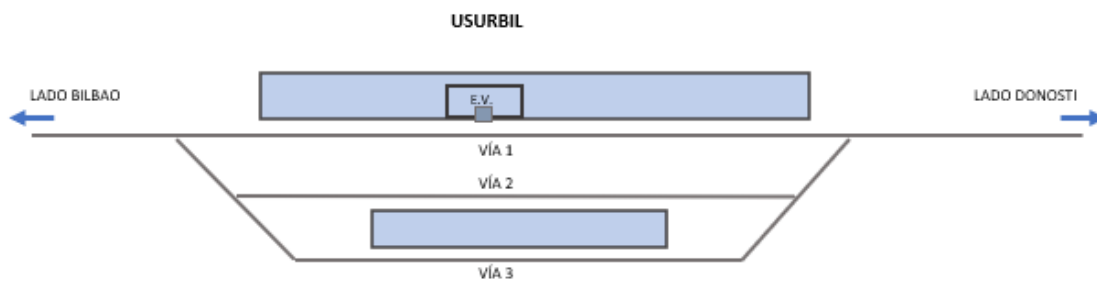 USURBIL
LADO BILBAO
E.V.
LADO DONOSTI
VÍA 1
VÍA 2
VÍA 3